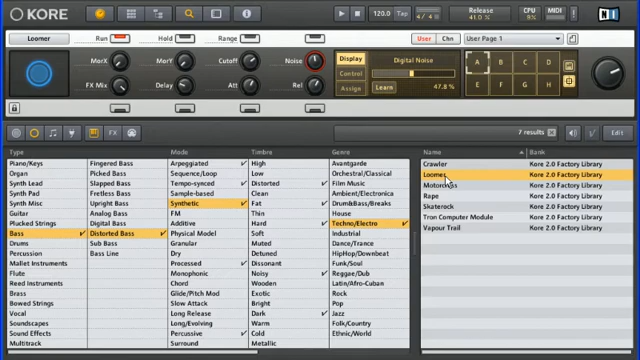 KORE
120.0 Tap
4 / 4
Release
41.0 %
CPU
8%
MIDI
Loomer
Run
Hold
Range
User
Chn
User Page 1
MorX
MorY
Cutoff
Noise
FX Mix
Delay
Att
Rel
Display
Control
Assign
Digital Noise
Learn
47.8 %
A B C D
E F G H
7 results
FX
Edit
Type
Piano/Keys
Organ
Synth Lead
Synth Pad
Synth Misc
Guitar
Plucked Strings
Bass
Drums
Percussion
Mallet Instruments
Flute
Reed Instruments
Brass
Bowed Strings
Vocal
Soundscapes
Sound Effects
Multitrack
Fingered Bass
Picked Bass
Slapped Bass
Fretless Bass
Upright Bass
Synth Bass
Distorted Bass
Sub Bass
Bass Line
Mode
Arpeggiated
Sequence/Loop
Tempo-synced
Sample-based
Synthetic
FM
Additive
Physical Model
Granular
Dry
Processed
Monophonic
Chord
Glide/Pitch Mod
Slow Attack
Long Release
Long/Evolving
Percussive
Surround
Timbre
High
Low
Distorted
Clean
Fat
Thin
Hard
Soft
Muted
Dissonant
Noisy
Wooden
Exotic
Bright
Dark
Warm
Cold
Metallic
Genre
Avantgarde
Orchestral/Classical
Film Music
Ambient/Electronica
Drum&Bass/Breaks
House
Techno/Electro
Industrial
Dance/Trance
HipHop/Downbeat
Funk/Soul
Reggae/Dub
Latin/Afro-Cuban
Rock
Pop
Jazz
Folk/Country
Ethnic/World
Name
Bank
Crawler
Kore 2.0 Factory Library
Loomer
Kore 2.0 Factory Library
Kore 2.0 Factory Library
Rape
Kore 2.0 Factory Library
Skaterock
Kore 2.0 Factory Library
Tron Computer Module
Kore 2.0 Factory Library
Vapour Trail
Kore 2.0 Factory Library